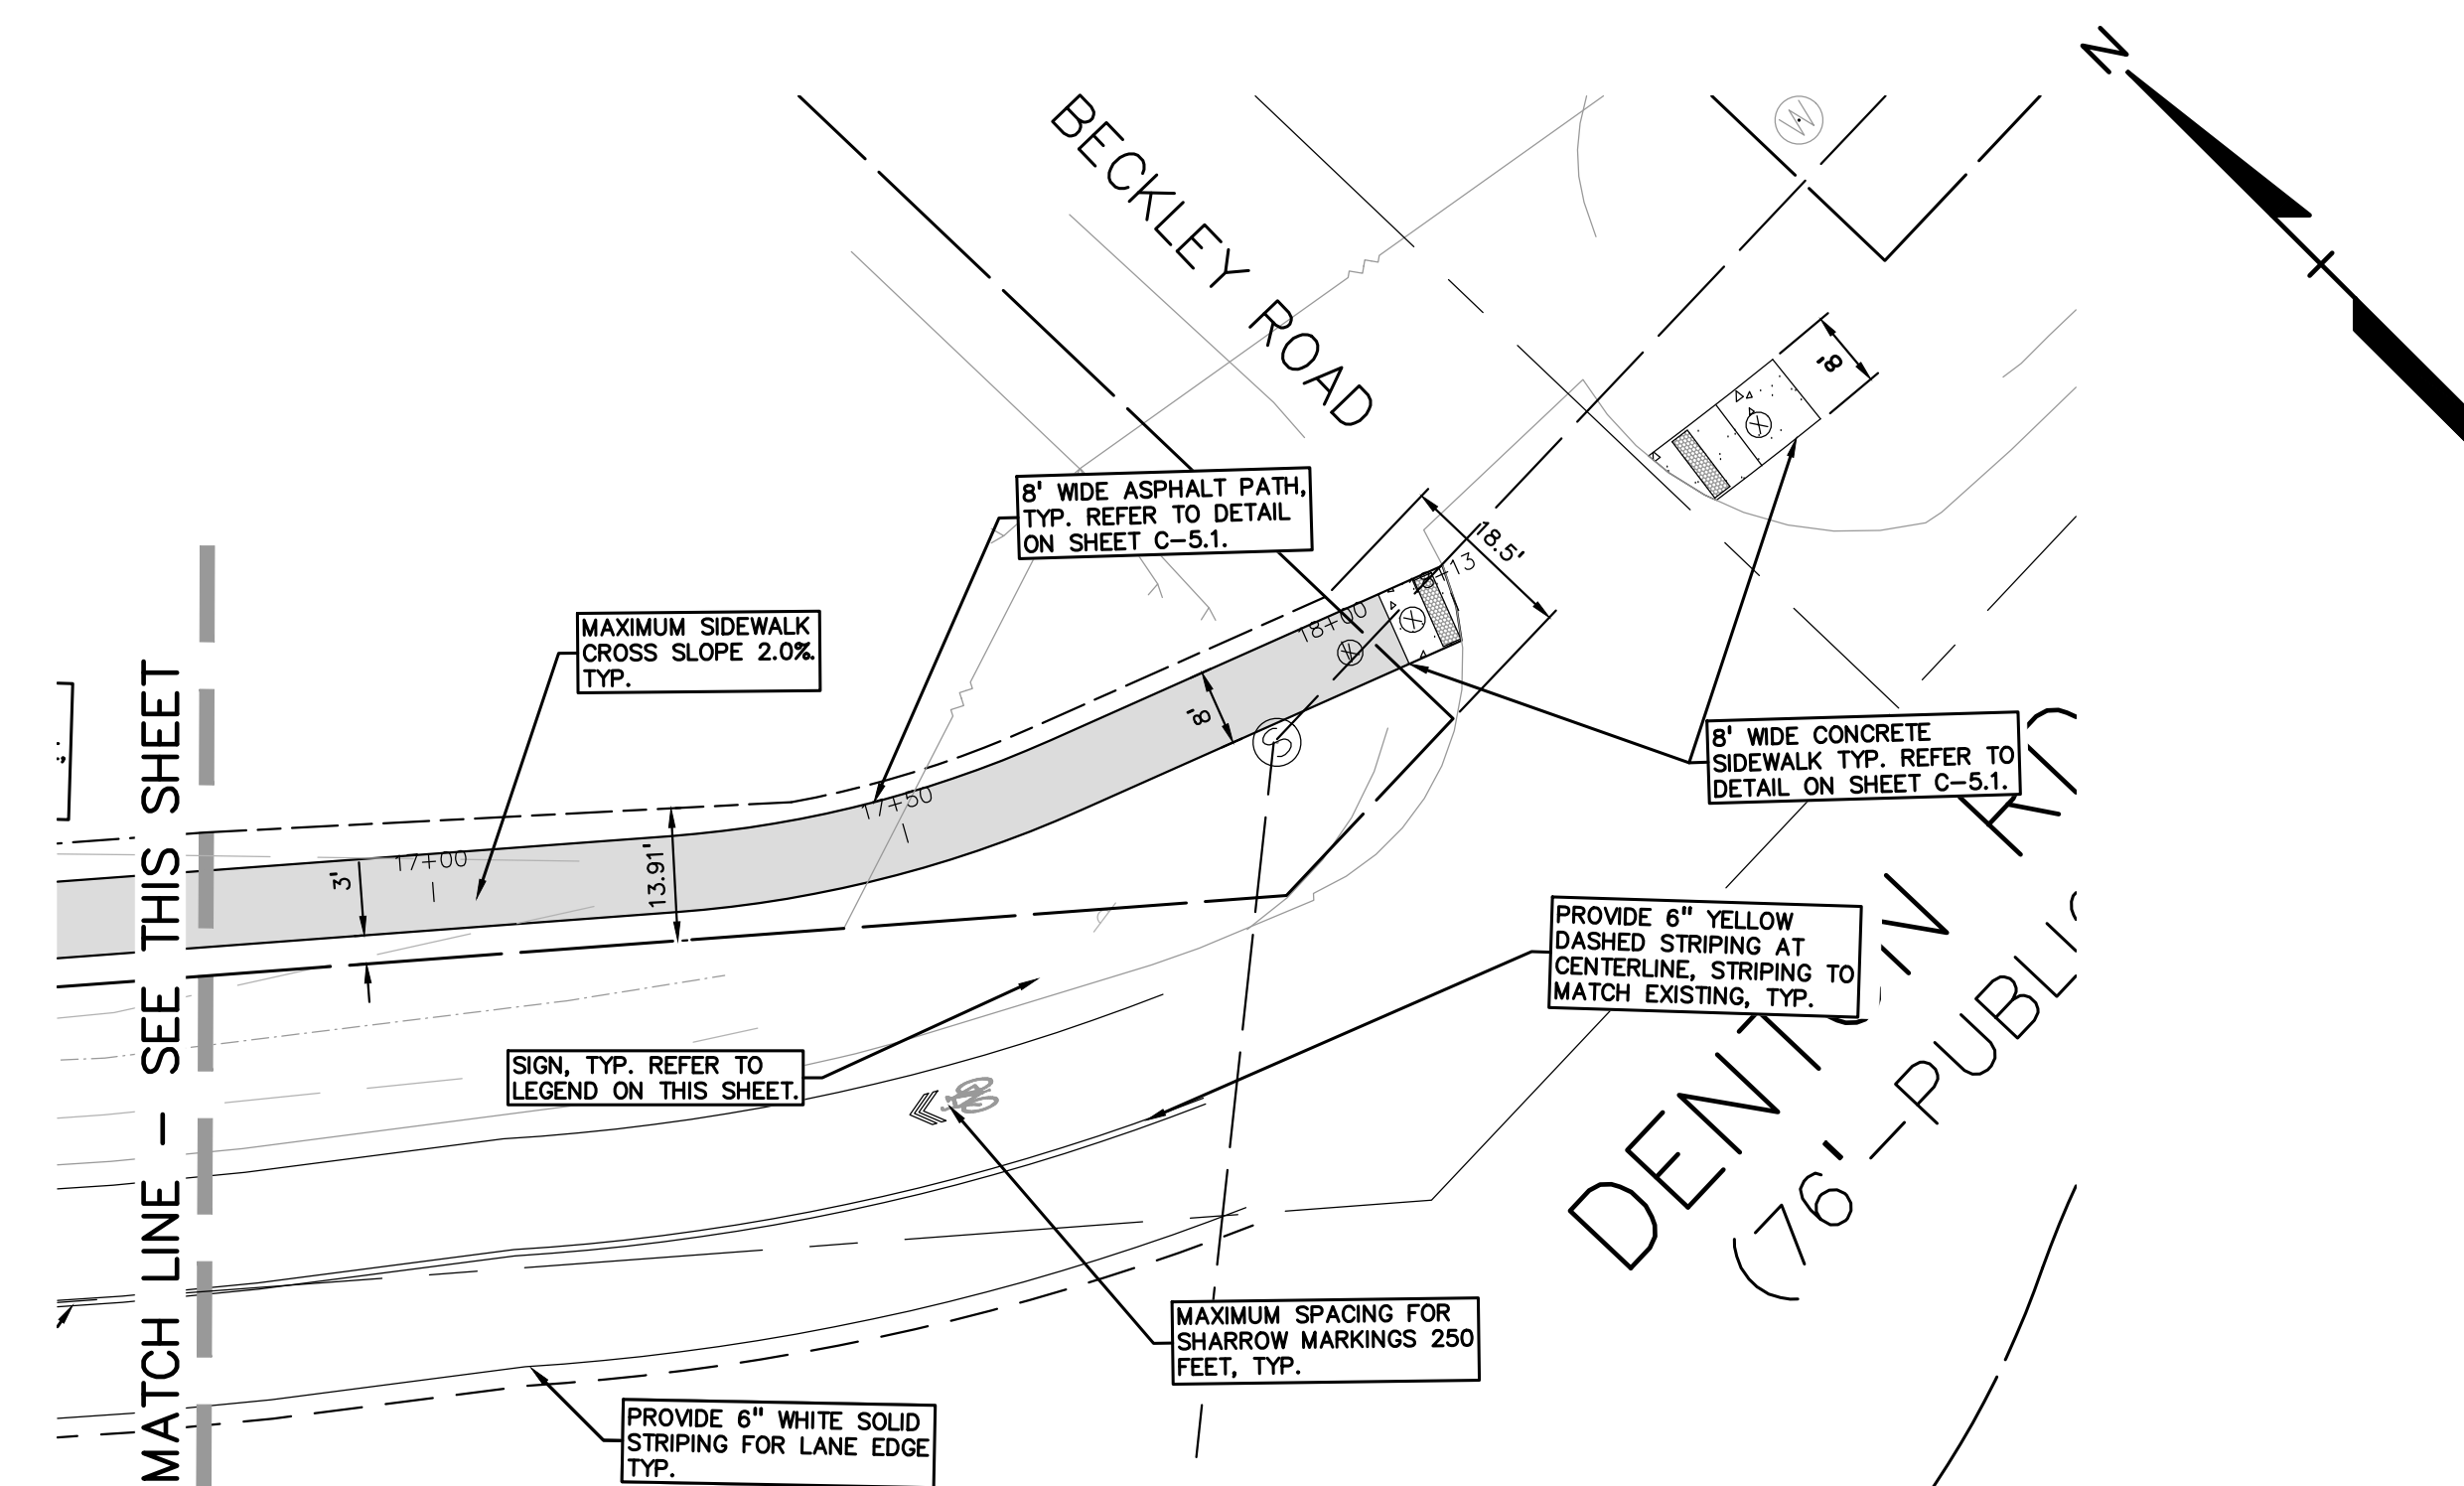 N
W
BECKLEY ROAD
8'
8' WIDE ASPHALT PATH,
TYP. REFER TO DETAIL
ON SHEET C-5.1.
18.5'
18+00
MAXIMUM SIDEWALK
CROSS SLOPE 2.0%.
TYP.
8'
S
8' WIDE CONCRETE
SIDEWALK TYP. REFER TO
DETAIL ON SHEET C-5.1.
17+50
17+00
3'
13.91'
PROVIDE 6" YELLOW
DASHED STRIPING AT
CENTERLINE, STRIPING TO
MATCH EXISTING, TYP.
SIGN, TYP. REFER TO
LEGEND ON THIS SHEET.
MATCH LINE - SEE THIS SHEET
(76'-PUBLIC
MAXIMUM SPACING FOR
SHARROW MARKINGS 250
FEET, TYP.
PROVIDE 6" WHITE SOLID
STRIPING FOR LANE EDGE
TYP.